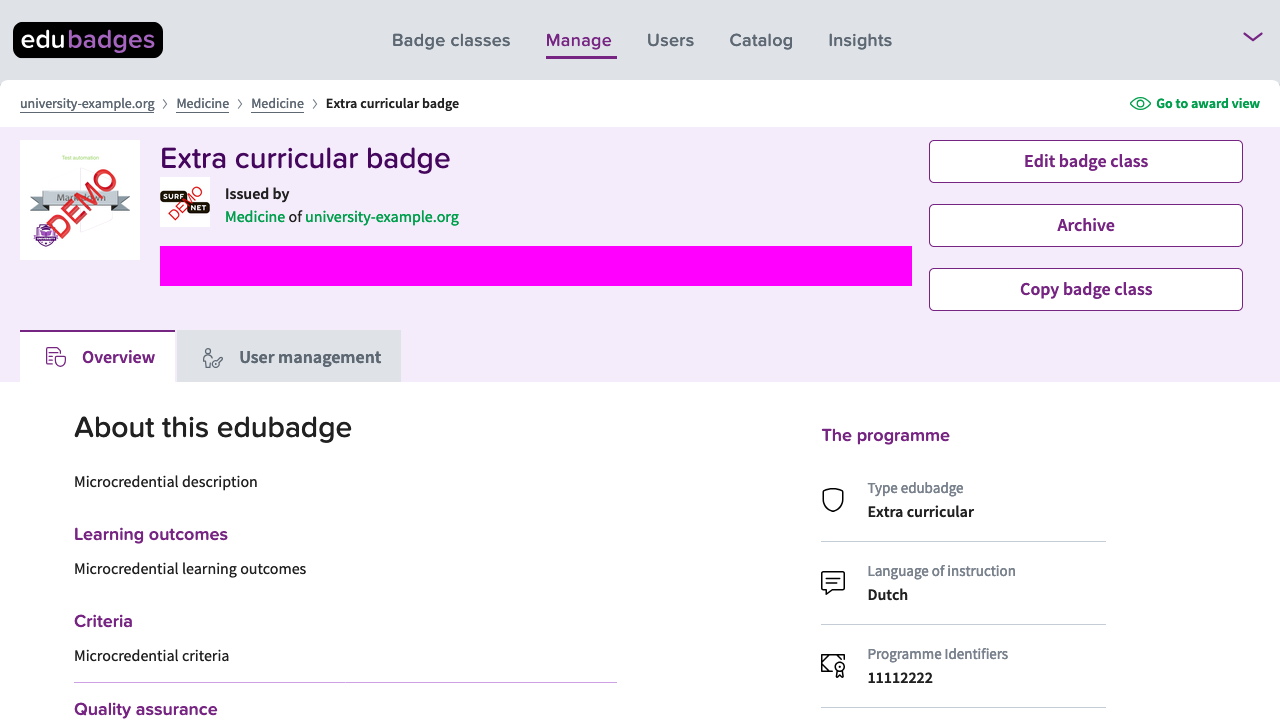 edubadges
Badge classes
Manage
Users
Catalog
Insights
university-example.org
Medicine
Medicine
Extra curricular badge
Go to award view
Test automation
DEMO
Extra curricular badge
SURF
NET
DEMO
Issued by
Medicine of university-example.org
Edit badge class
Archive
Copy badge class
Overview
User management
About this edubadge
Microcredential description
Learning outcomes
Microcredential learning outcomes
Criteria
Microcredential criteria
Quality assurance
The programme
Type edubadge
Extra curricular
Language of instruction
Dutch
Programme Identifiers
11112222